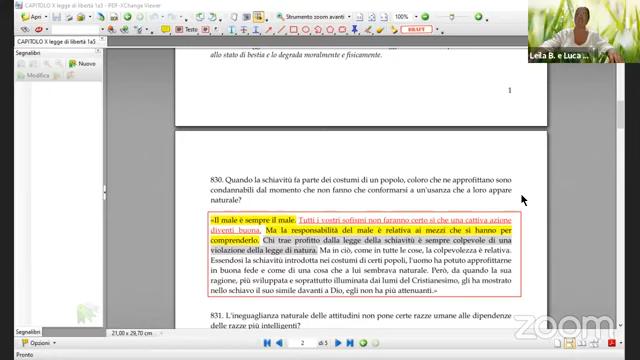 CAPITOLO X legge di libertà 1a5 - PDF-XChange Viewer
Apri
Strumento zoom avanti
100%
Testo
DRAFT
CAPITOLO X legge di libertà 1a5
Segnalibri
Nuovo
Modifica
allo stato di bestia e lo degrada moralmente e fisicamente.
1
830. Quando la schiavitù fa parte dei costumi di un popolo, coloro che ne approfittano sono
condannabili dal momento che non fanno che conformarsi a un'usanza che a loro appare
naturale?
«Il male è sempre il male. Tutti i vostri sofismi non faranno certo sì che una cattiva azione
diventi buona. Ma la responsabilità del male è relativa ai mezzi che si hanno per
comprenderlo. Chi trae profitto dalla legge della schiavitù è sempre colpevole di una
violazione della legge di natura. Ma in ciò, come in tutte le cose, la colpevolezza è relativa.
Essendosi la schiavitù introdotta nei costumi di certi popoli, l'uomo ha potuto approfittarne
in buona fede e come di una cosa che a lui sembrava naturale. Però, da quando la sua
ragione, più sviluppata e soprattutto illuminata dai lumi del Cristianesimo, gli ha mostrato
nello schiavo il suo simile davanti a Dio, egli non ha più attenuanti.»
831. L'ineguaglianza naturale delle attitudini non pone certe razze umane alle dipendenze
delle razze più intelligenti?
Leila B. e Luca ...
zoom
Segnalibri
21,00 x 29,70 cm
Opzioni
2
di 5
Pronto